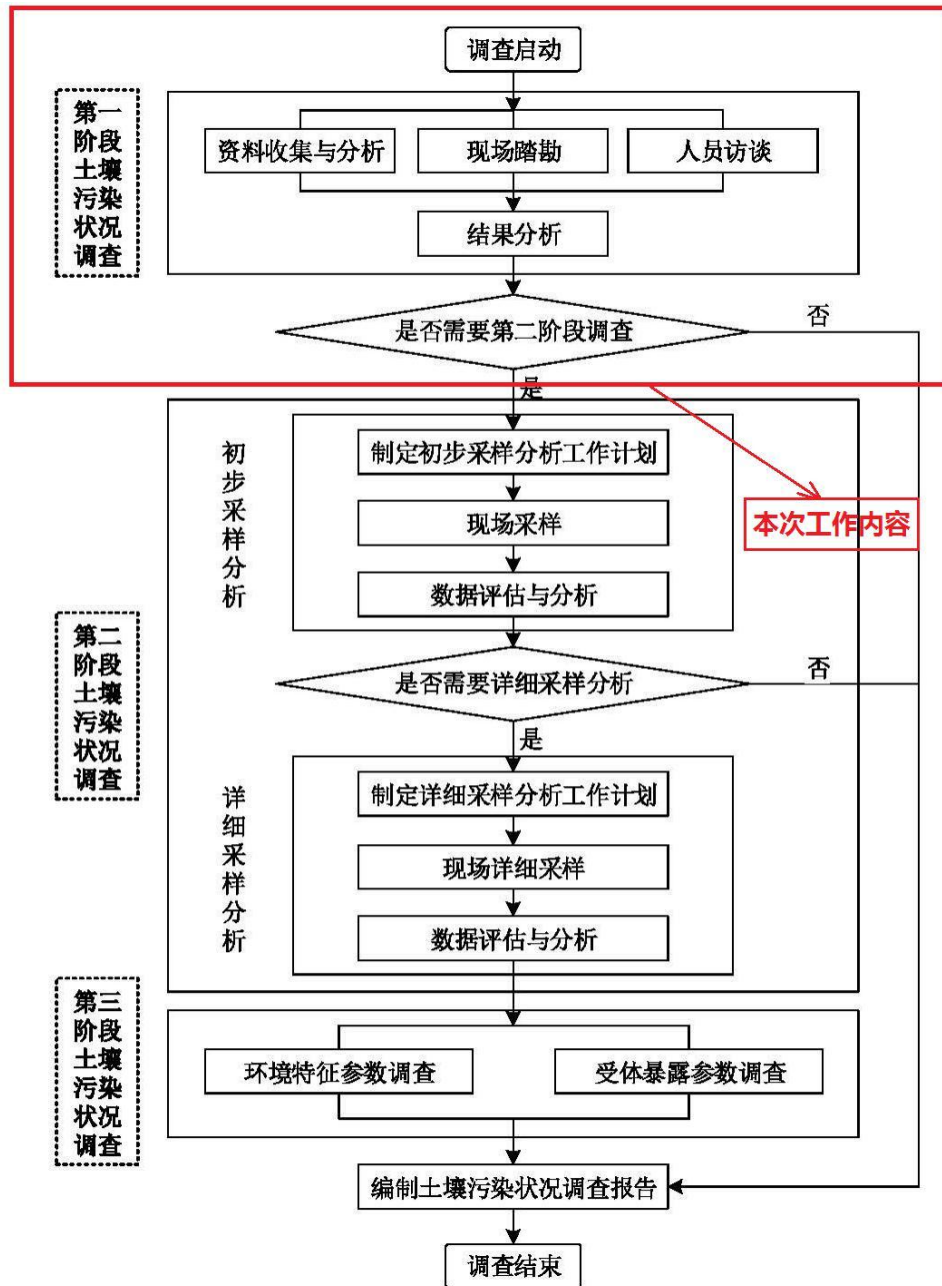 调查启动
第一
阶段
土壤
污染
状况
调查
资料收集与分析
现场踏勘
人员访谈
结果分析
是否需要第二阶段调查
否
是
本次工作内容
第二
阶段
土壤
污染
状况
调查
初步采样分析
制定初步采样分析工作计划
现场采样
数据评估与分析
是否需要详细采样分析
否
是
详细采样分析
制定详细采样分析工作计划
现场详细采样
数据评估与分析
第三
阶段
土壤
污染
状况
调查
环境特征参数调查
受体暴露参数调查
编制土壤污染状况调查报告
调查结束